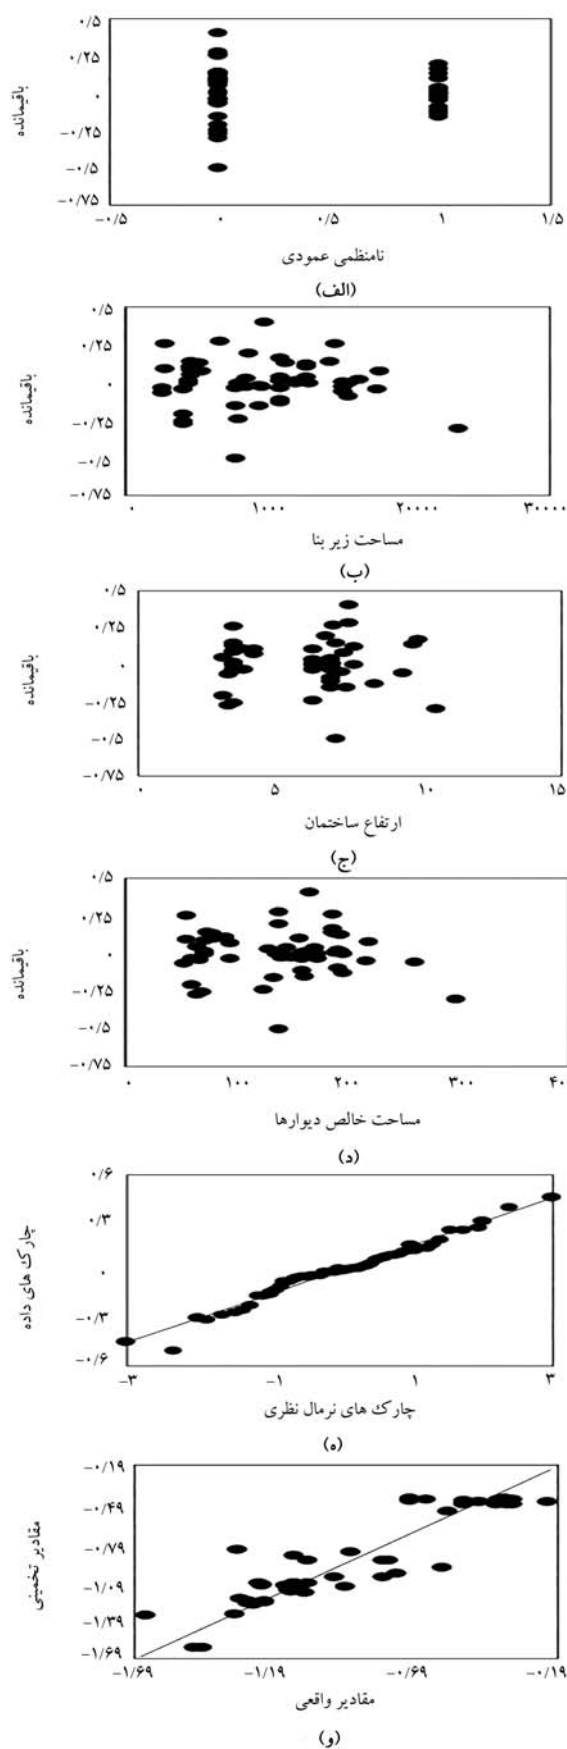 ۰/۵
۰/۲۵
۰
-۰/۲۵
-۰/۵
-۰/۷۵
باقیمانده
-۰/۵ ۰ ۰/۵ ۱ ۱/۵
نامنظمی عمودی
(الف)
۰/۵
۰/۲۵
۰
-۰/۲۵
-۰/۵
-۰/۷۵
باقیمانده
۰ ۱۰۰۰ ۲۰۰۰۰ ۳۰۰۰۰
مساحت زیر بنا
(ب)
۰/۵
۰/۲۵
۰
-۰/۲۵
-۰/۵
-۰/۷۵
باقیمانده
۰ ۵ ۱۰ ۱۵
ارتفاع ساختمان
(ج)
۰/۵
۰/۲۵
۰
-۰/۲۵
-۰/۵
-۰/۷۵
باقیمانده
۰ ۱۰۰ ۲۰۰ ۳۰۰ ۴۰
مساحت خالص دیوارها
(د)
۰/۶
۰/۳
۰
-۰/۳
-۰/۶
چارک های داده
-۳ -۱ ۱ ۳
چارک های نرمال نظری
(ه)
-۰/۱۹
-۰/۴۹
-۰/۷۹
-۱/۰۹
-۱/۳۹
-۱/۶۹
مقادیر تخمینی
-۱/۶۹ -۱/۱۹ -۰/۶۹ -۰/۱۹
مقادیر واقعی
(و)